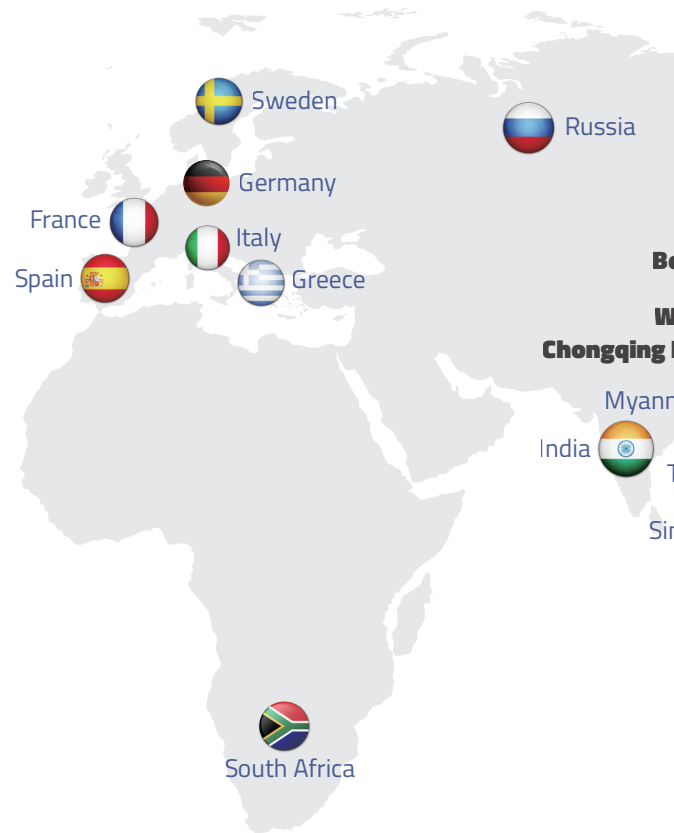 Sweden
Russia
Germany
France
Italy
Spain
Greece
Chongqing
India
South Africa